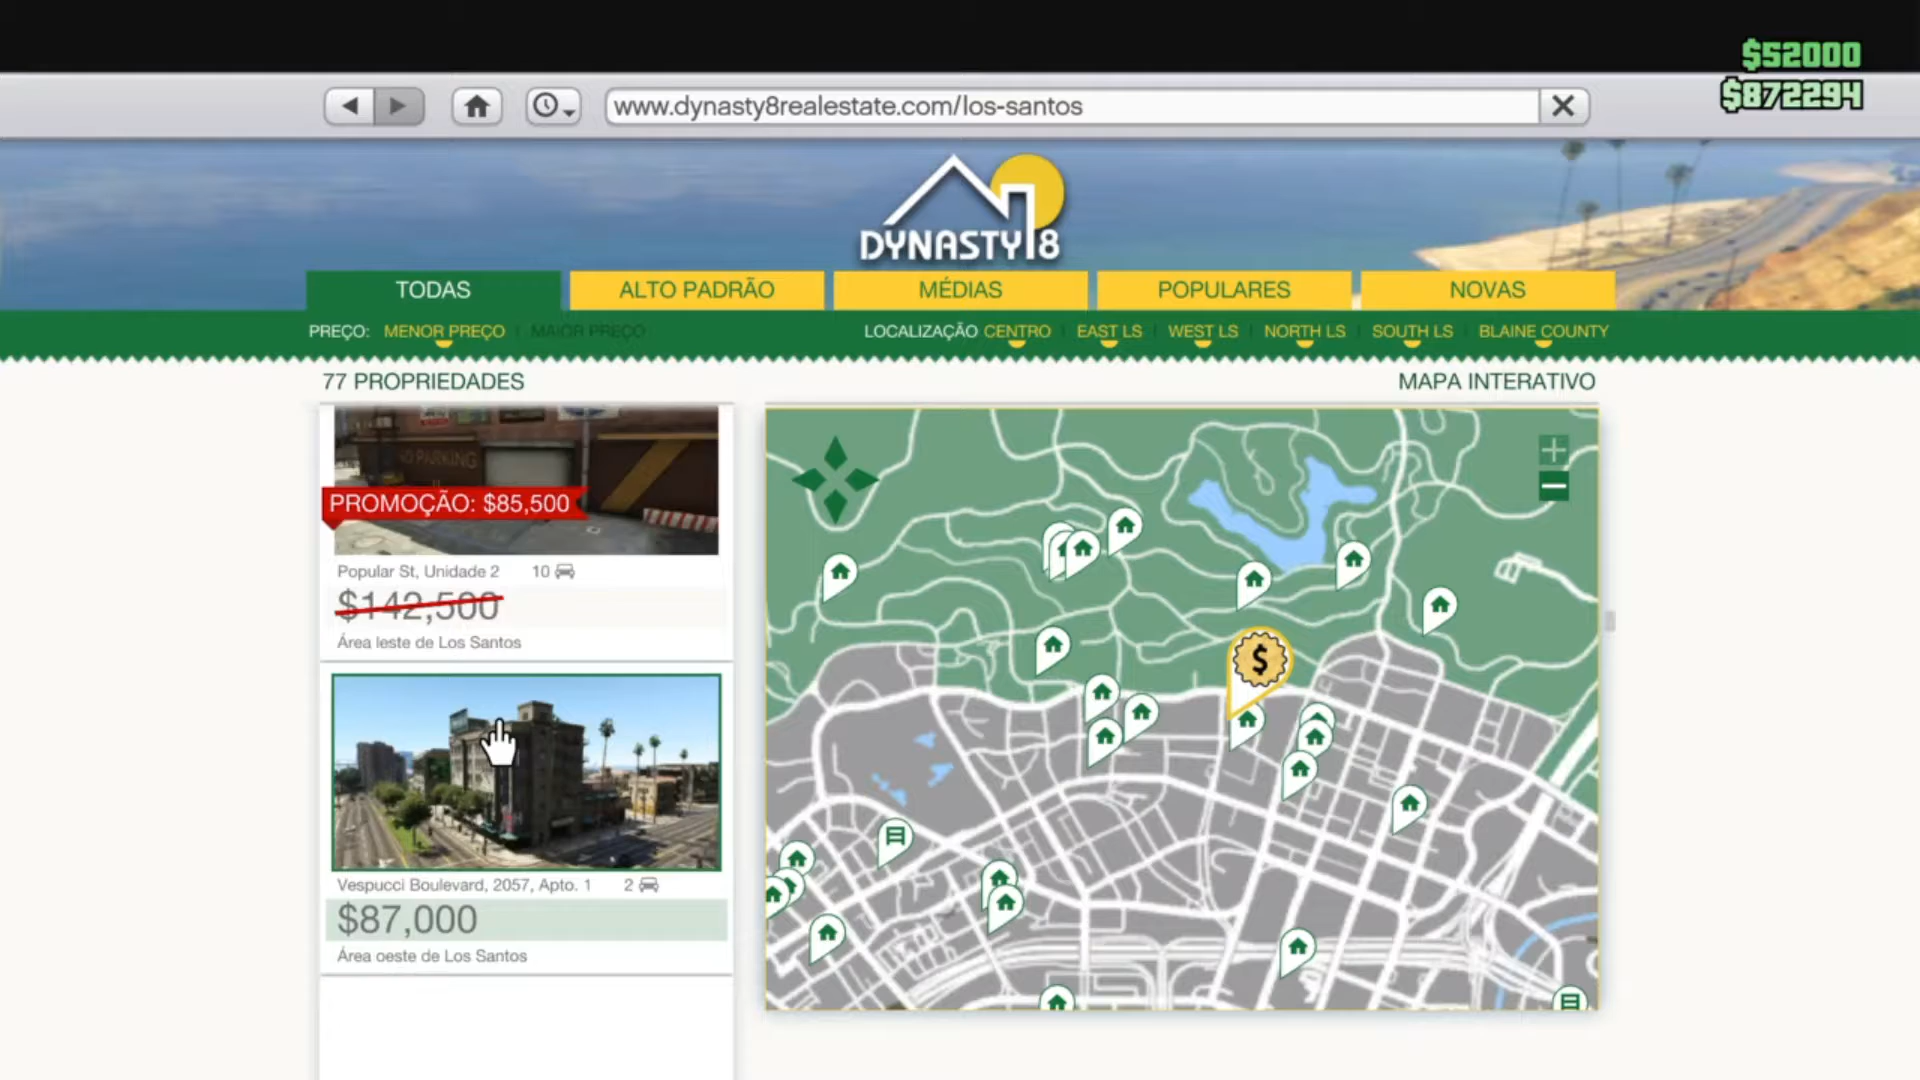 $52000
$872294
www.dynasty8realestate.com/los-santos
DYNASTY 8
TODAS
ALTO PADRÃO
MÉDIAS
POPULARES
NOVAS
PREÇO: MENOR PREÇO | MAIOR PREÇO
LOCALIZAÇÃO CENTRO | EAST LS | WEST LS | NORTH LS | SOUTH LS | BLAINE COUNTY
77 PROPRIEDADES
MAPA INTERATIVO
NO PARKING
PROMOÇÃO: $85,500
Popular St, Unidade 2 10
$142,500
Área leste de Los Santos
Vespucci Boulevard, 2057, Apto. 1 2
$87,000
Área oeste de Los Santos
$